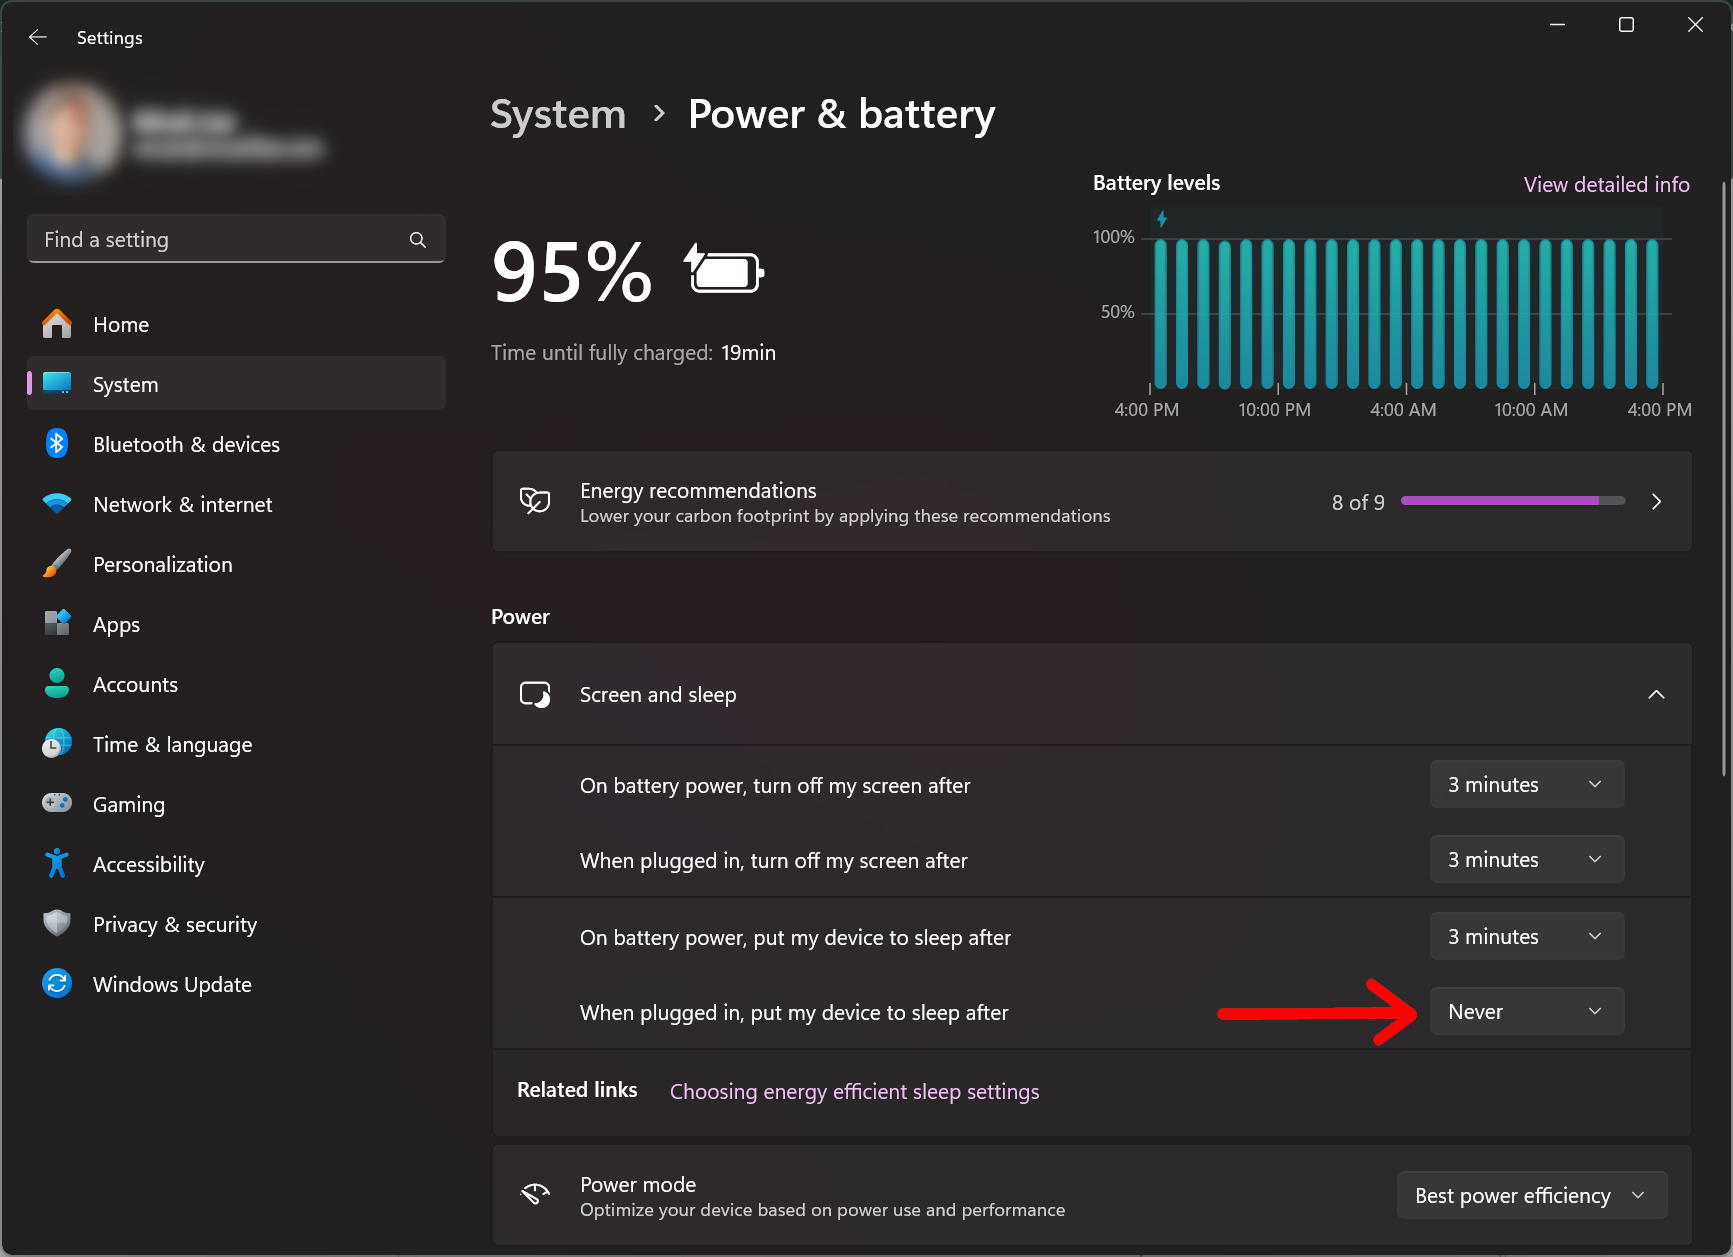 Settings
System > Power & battery
Find a setting
Home
System
Bluetooth & devices
Network & internet
Personalization
Apps
Accounts
Time & language
Gaming
Accessibility
Privacy & security
Windows Update
95%
Time until fully charged: 19min
Battery levels
View detailed info
100%
50%
4:00 PM
10:00 PM
4:00 AM
10:00 AM
4:00 PM
Energy recommendations
Lower your carbon footprint by applying these recommendations
8 of 9
Power
Screen and sleep
On battery power, turn off my screen after
3 minutes
When plugged in, turn off my screen after
3 minutes
On battery power, put my device to sleep after
3 minutes
When plugged in, put my device to sleep after
Never
Related links
Choosing energy efficient sleep settings
Power mode
Optimize your device based on power use and performance
Best power efficiency